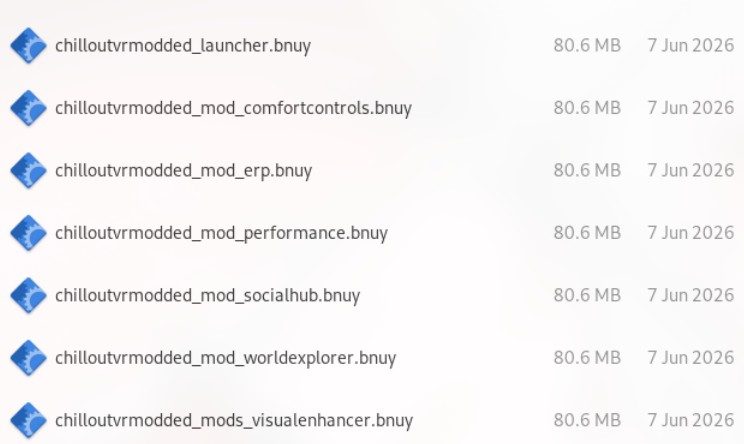 chilloutvrmodded_launcher.bnuy 80.6 MB 7 Jun 2026
chilloutvrmodded_mod_comfortcontrols.bnuy 80.6 MB 7 Jun 2026
chilloutvrmodded_mod_erp.bnuy 80.6 MB 7 Jun 2026
chilloutvrmodded_mod_performance.bnuy 80.6 MB 7 Jun 2026
chilloutvrmodded_mod_socialhub.bnuy 80.6 MB 7 Jun 2026
chilloutvrmodded_mod_worldexplorer.bnuy 80.6 MB 7 Jun 2026
chilloutvrmodded_mods_visualenhancer.bnuy 80.6 MB 7 Jun 2026